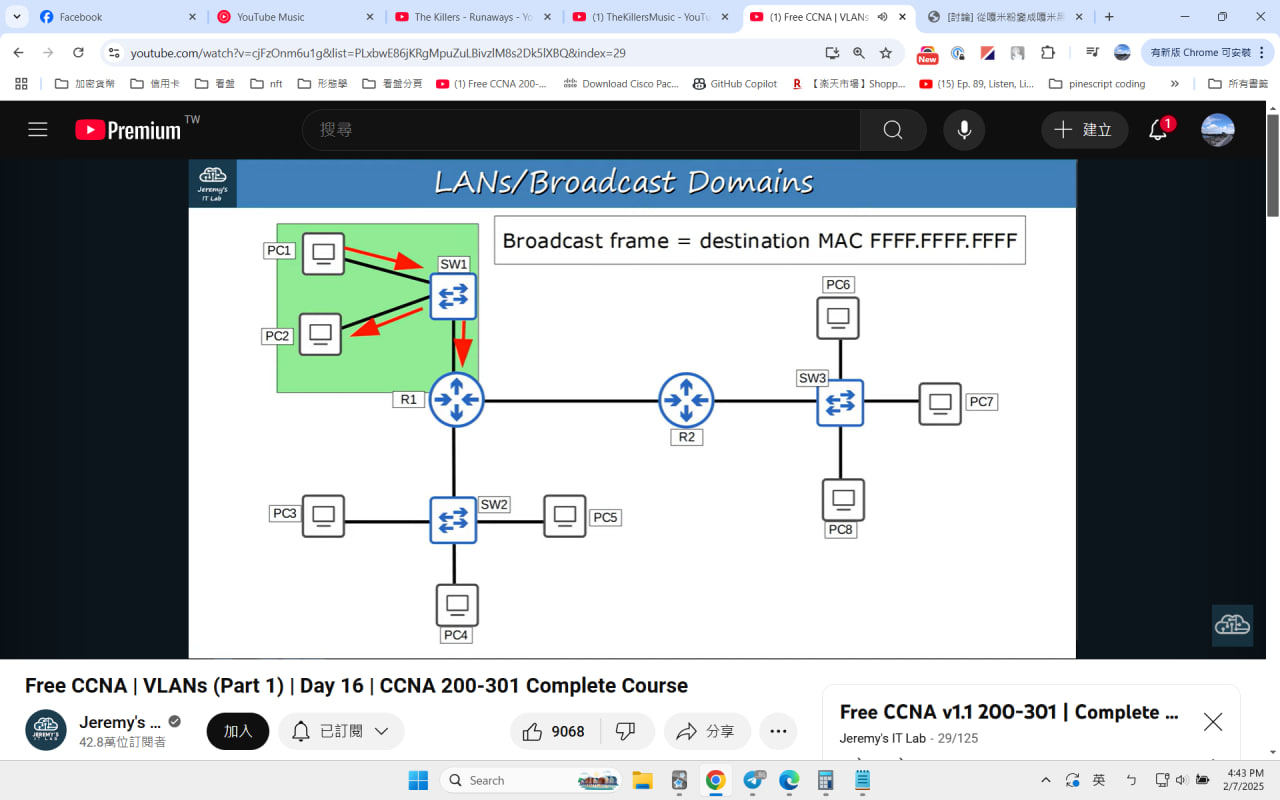 Facebook
YouTube Music
The Killers - Runaways - Yo
(1) TheKillersMusic - YouTu
(1) Free CCNA | VLANs
[討論] 從嘎米粉變成嘎米黑
youtube.com/watch?v=cjFzOnm6u1g&list=PLxbwE86jKRgMpuZuLBivzlM8s2Dk5lXBQ&index=29
New
有新版 Chrome 可安裝
加密貨幣
信用卡
看盤
nft
形態學
看盤分頁
(1) Free CCNA 200-...
Download Cisco Pac...
GitHub Copilot
【楽天市場】Shopp...
(15) Ep. 89, Listen, Li...
pinescript coding
所有書籤
Premium TW
搜尋
建立
1
Jeremy's
IT Lab
LANs/Broadcast Domains
Broadcast frame = destination MAC FFFF.FFFF.FFFF
PC1
SW1
PC2
R1
R2
PC6
SW3
PC7
PC8
PC3
SW2
PC5
PC4
Free CCNA | VLANs (Part 1) | Day 16 | CCNA 200-301 Complete Course
JEREMY'S
Jeremy's ...
42.8萬位訂閱者
加入
已訂閱
9068
分享
Free CCNA v1.1 200-301 | Complete ...
Jeremy's IT Lab - 29/125
Search
英
ㄅ
4:43 PM
2/7/2025